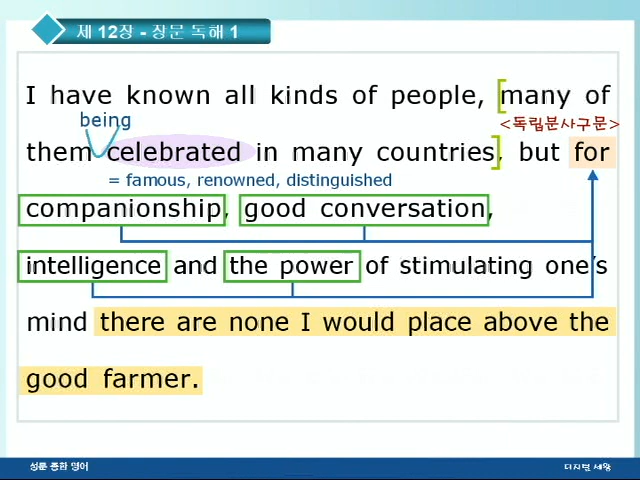 제 12장 - 장문 독해 1
I have known all kinds of people, many of
being
<독립분사구문>
them celebrated in many countries, but for
= famous, renowned, distinguished
companionship, good conversation,
intelligence and the power of stimulating one's
mind there are none I would place above the
good farmer.
성문 종합 영어
디지털 세왕